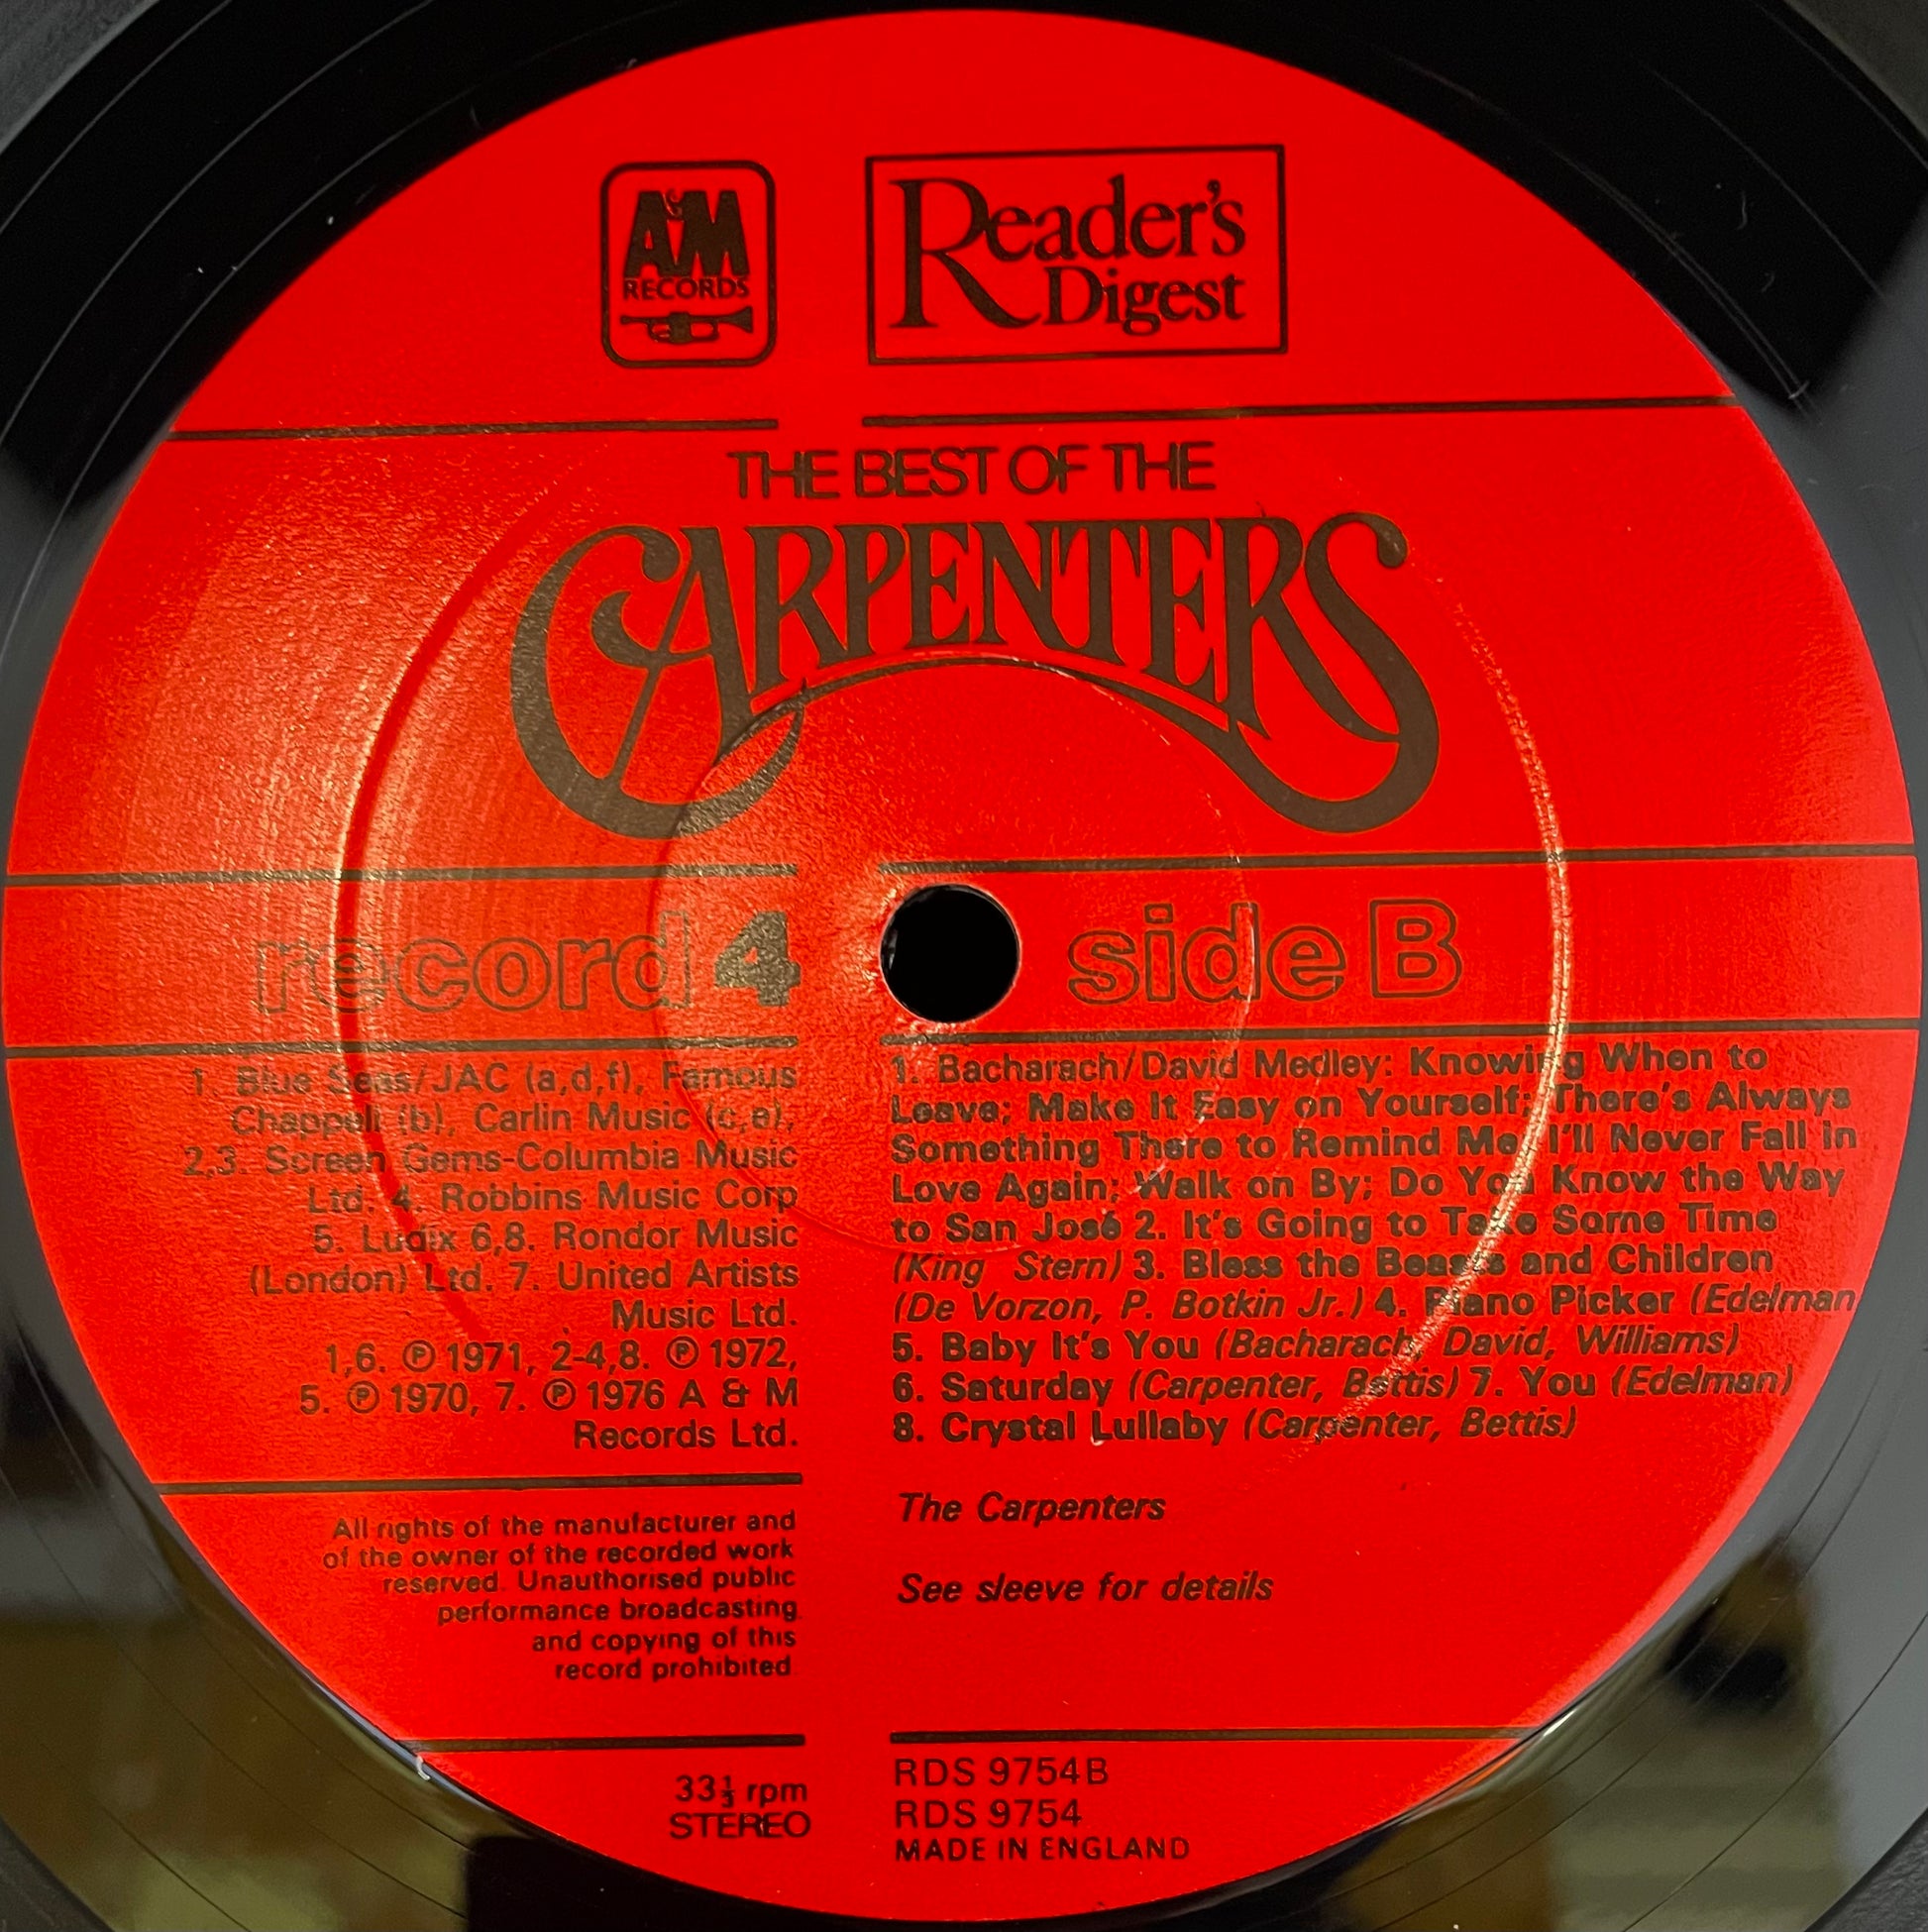 A&M
RECORDS
Reader's
Digest
THE BEST OF THE
CARPENTERS
record 4
side B
1. Blue Seas/JAC (a,d,f), Famous
Chappell (b), Carlin Music (c,e),
2,3. Screen Gems-Columbia Music
Ltd. 4. Robbins Music Corp
5. Ludix 6,8. Rondor Music
(London) Ltd. 7. United Artists
Music Ltd.
1,6. ℗ 1971, 2-4,8. ℗ 1972,
5. ℗ 1970, 7. ℗ 1976 A & M
Records Ltd.
1. Bacharach/David Medley: Knowing When to
Leave; Make It Easy on Yourself; There's Always
Something There to Remind Me; I'll Never Fall in
Love Again; Walk on By; Do You Know the Way
to San José 2. It's Going to Take Some Time
(King Stern) 3. Bless the Beasts and Children
(De Vorzon, P. Botkin Jr.) 4. Piano Picker (Edelman
5. Baby It's You (Bacharach, David, Williams)
6. Saturday (Carpenter, Bettis) 7. You (Edelman)
8. Crystal Lullaby (Carpenter, Bettis)
The Carpenters
See sleeve for details
All rights of the manufacturer and
of the owner of the recorded work
reserved. Unauthorised public
performance broadcasting
and copying of this
record prohibited
33⅓ rpm
STEREO
RDS 9754B
RDS 9754
MADE IN ENGLAND